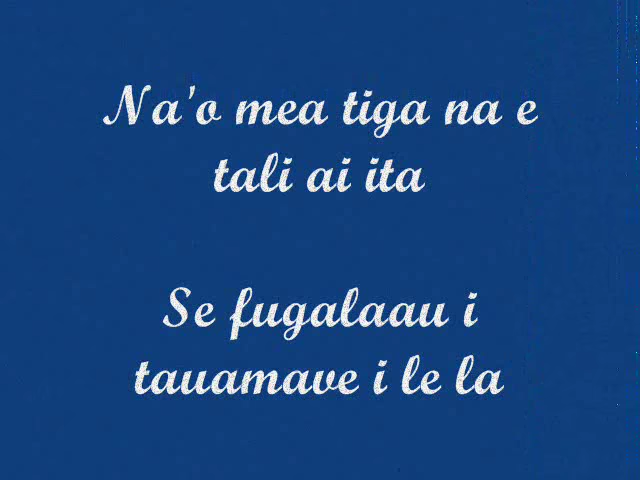 Na'o mea tiga na e
tali ai ita
Se fugalaau i
tauamave i le la